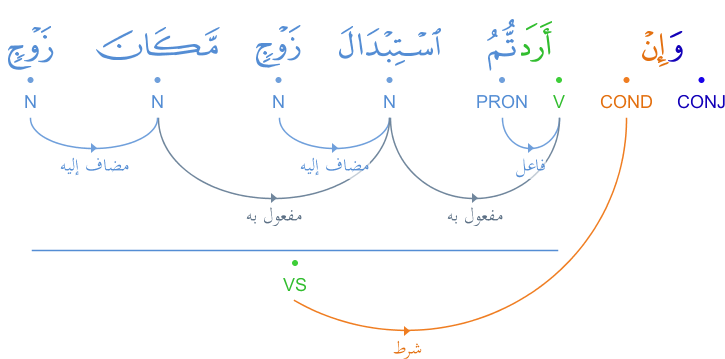 وَإِنْ أَرَدتُّمُ ٱسْتِبْدَالَ زَوْجٍ مَّكَانَ زَوْجٍ
CONJ COND V PRON N N N N
فاعل مضاف إليه مضاف إليه
مفعول به مفعول به
VS
شرط